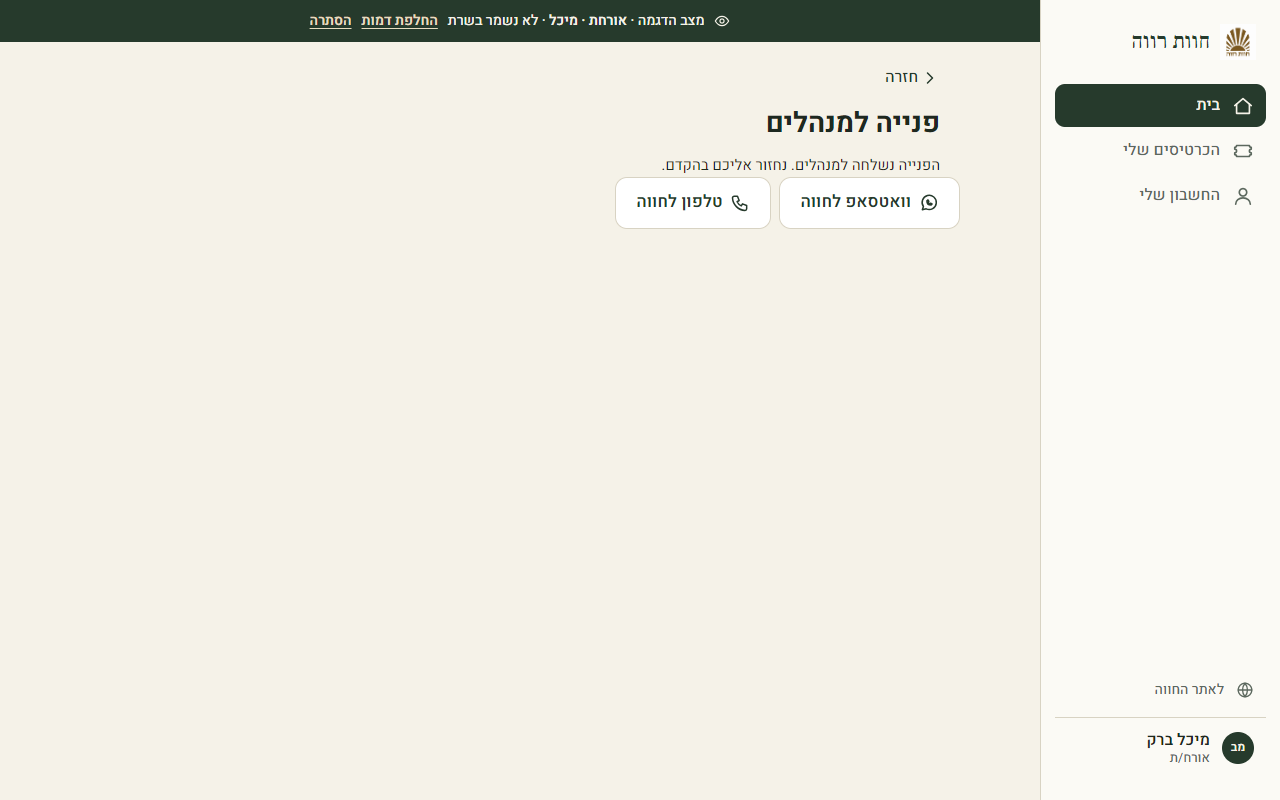 מצב הדגמה · אורחת · מיכל · לא נשמר בשרת החלפת דמות הסתרה
חוות רווה
בית
הכרטיסים שלי
החשבון שלי
לאתר החווה
מב
מיכל ברק
אורח/ת
חזרה
פנייה למנהלים
הפנייה נשלחה למנהלים. נחזור אליכם בהקדם.
וואטסאפ לחווה
טלפון לחווה